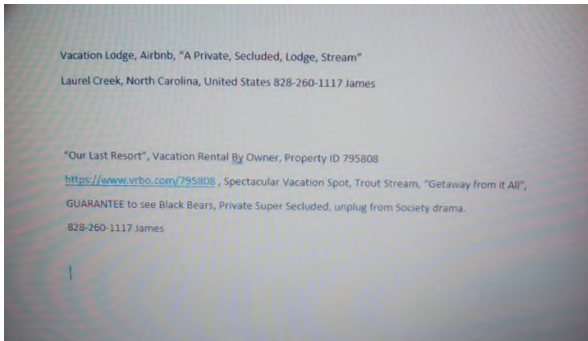 Vacation Lodge, Airbnb, "A Private, Secluded, Lodge, Stream"
Laurel Creek, North Carolina, United States 828-260-1117 James
"Our Last Resort", Vacation Rental By Owner, Property ID 795808
https://www.vrbo.com/795808 , Spectacular Vacation Spot, Trout Stream, "Getaway from it All",
GUARANTEE to see Black Bears, Private Super Secluded, unplug from Society drama.
828-260-1117 James